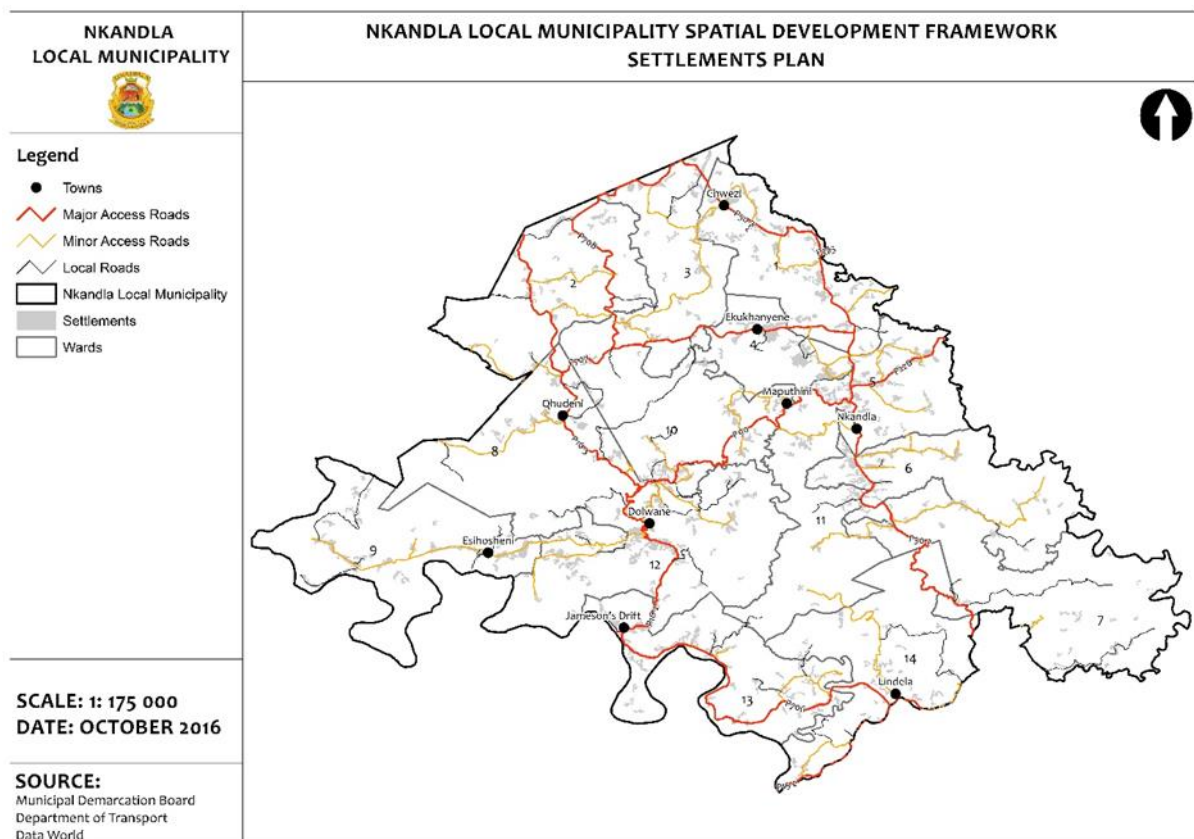 NKANDLA
LOCAL MUNICIPALITY
NKANDLA LOCAL MUNICIPALITY SPATIAL DEVELOPMENT FRAMEWORK
SETTLEMENTS PLAN
Legend
Towns
Major Access Roads
Minor Access Roads
Local Roads
Nkandla Local Municipality
Settlements
Wards
SCALE: 1: 175 000
DATE: OCTOBER 2016
SOURCE:
Municipal Demarcation Board
Department of Transport
Data World
Chwezi
3
1
2
Ekukhanyene
4
5
Maputhini
Qhudeni
Nkandla
10
8
6
11
Dolwane
Esihosheni
9
12
Jameson's Drift
7
14
Lindela
13
P706